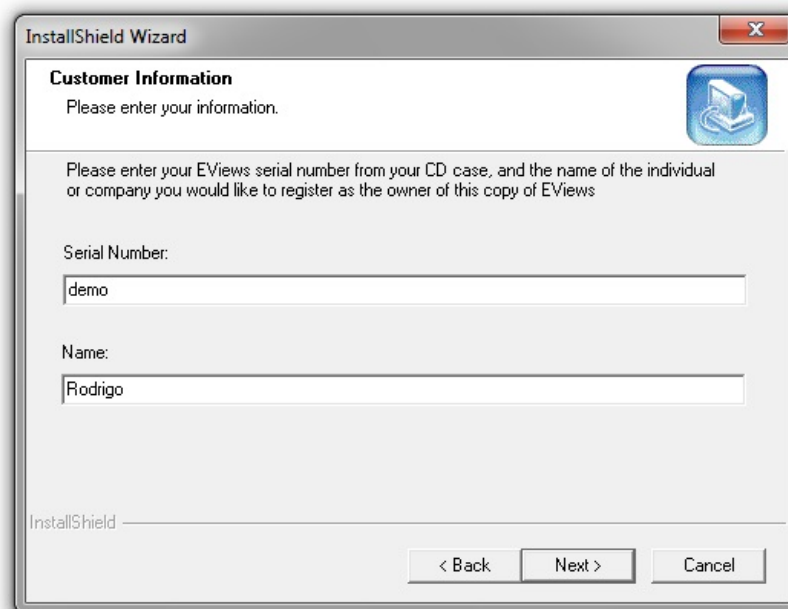 InstallShield Wizard
Customer Information
Please enter your information.
Please enter your EViews serial number from your CD case, and the name of the individual
or company you would like to register as the owner of this copy of EViews
Serial Number:
demo
Name:
Rodrigo
InstallShield
< Back Next > Cancel